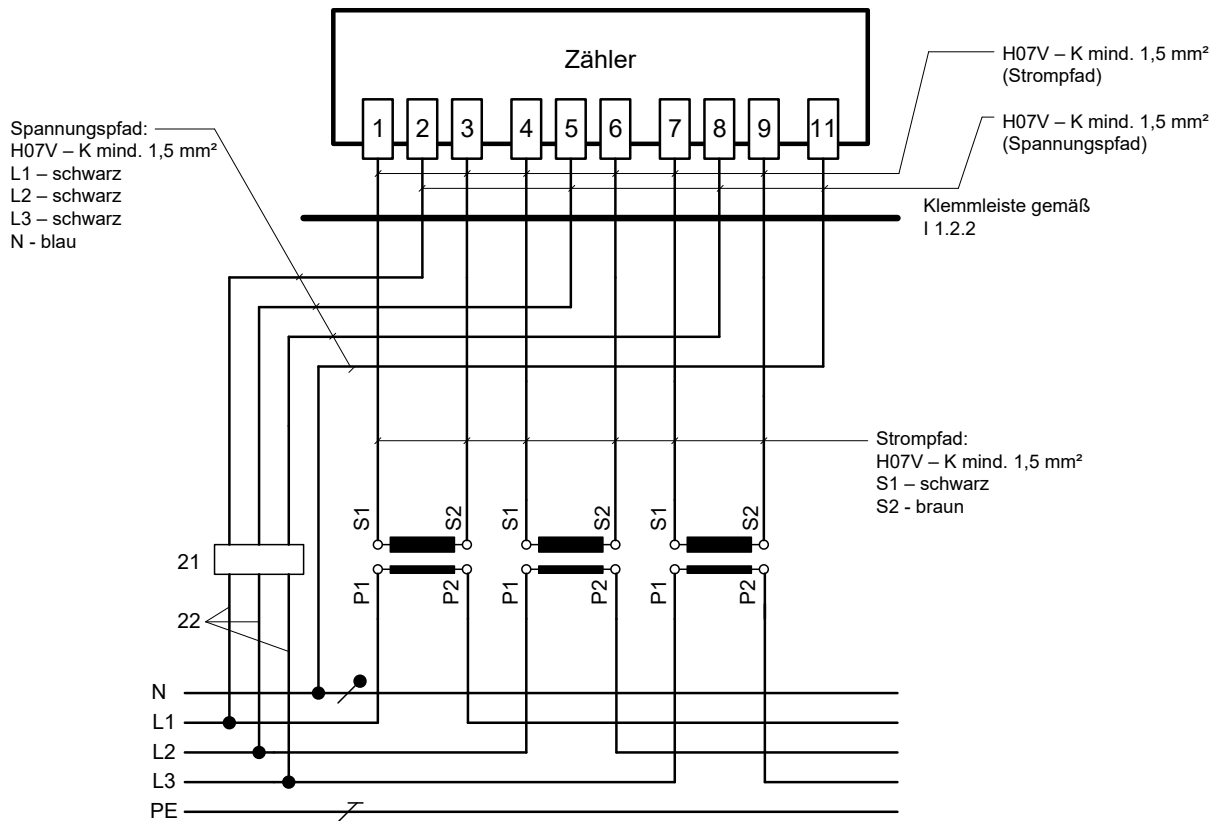 Zähler
1 2 3 4 5 6 7 8 9 11
H07V – K mind. 1,5 mm²
(Strompfad)
H07V – K mind. 1,5 mm²
(Spannungspfad)
Spannungspfad:
H07V – K mind. 1,5 mm²
L1 – schwarz
L2 – schwarz
L3 – schwarz
N - blau
Klemmleiste gemäß
I 1.2.2
Strompfad:
H07V – K mind. 1,5 mm²
S1 – schwarz
S2 - braun
S1 S2 S1 S2 S1 S2
P1 P2 P1 P2 P1 P2
21
22
N
L1
L2
L3
PE